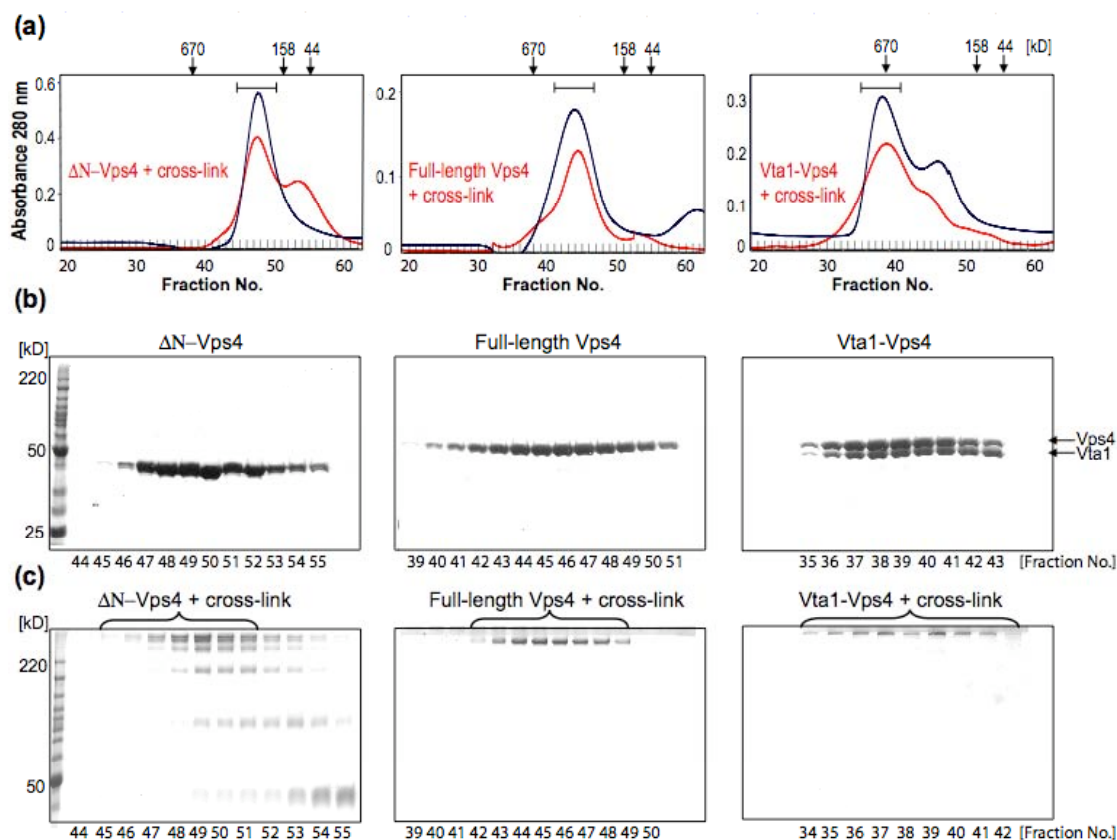 (a)
670 158 44
670 158 44
670 158 44 [kD]
Absorbance 280 nm
0.6
0.4
0.2
0
ΔN–Vps4 + cross-link
20 30 40 50 60
Fraction No.
0.2
0.1
0
Full-length Vps4
+ cross-link
20 30 40 50 60
Fraction No.
0.3
0.2
0.1
0
Vta1-Vps4
+ cross-link
20 30 40 50 60
Fraction No.
(b)
[kD]
ΔN–Vps4
Full-length Vps4
Vta1-Vps4
220
50
25
Vps4
Vta1
44 45 46 47 48 49 50 51 52 53 54 55
39 40 41 42 43 44 45 46 47 48 49 50 51
35 36 37 38 39 40 41 42 43 [Fraction No.]
(c)
[kD]
ΔN–Vps4 + cross-link
Full-length Vps4 + cross-link
Vta1-Vps4 + cross-link
220
50
44 45 46 47 48 49 50 51 52 53 54 55
39 40 41 42 43 44 45 46 47 48 49 50
34 35 36 37 38 39 40 41 42 [Fraction No.]